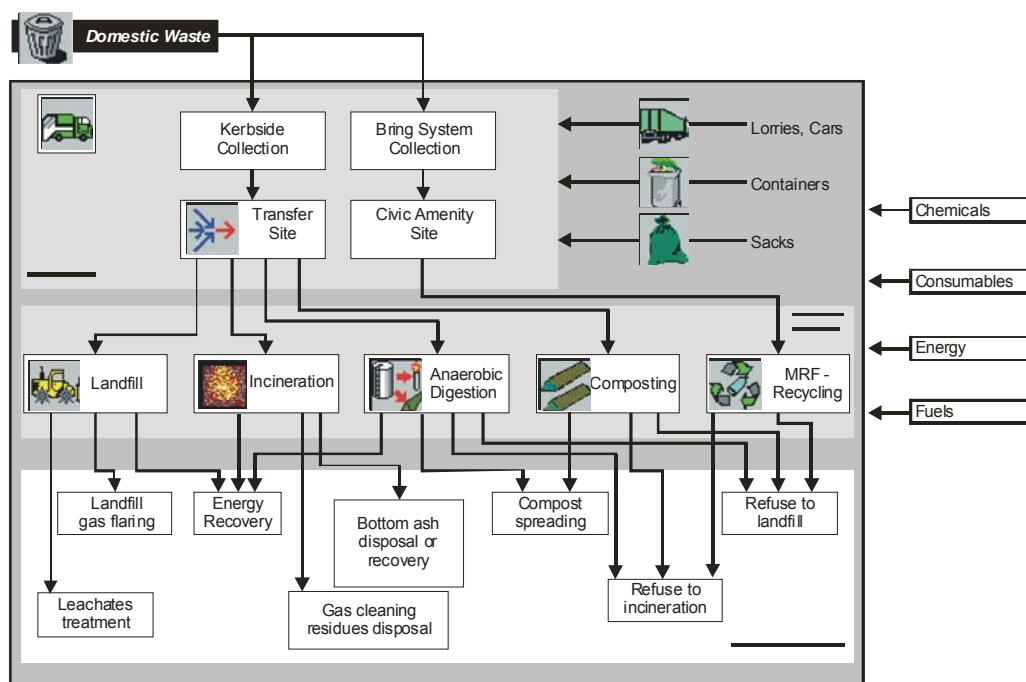 Domestic Waste
Kerbside
Collection
Bring System
Collection
Lorries, Cars
Containers
Sacks
Transfer
Site
Civic Amenity
Site
Chemicals
Consumables
Energy
Fuels
Landfill
Incineration
Anaerobic
Digestion
Composting
MRF -
Recycling
Landfill
gas flaring
Energy
Recovery
Bottom ash
disposal or
recovery
Compost
spreading
Refuse to
landfill
Leachates
treatment
Gas cleaning
residues disposal
Refuse to
incineration